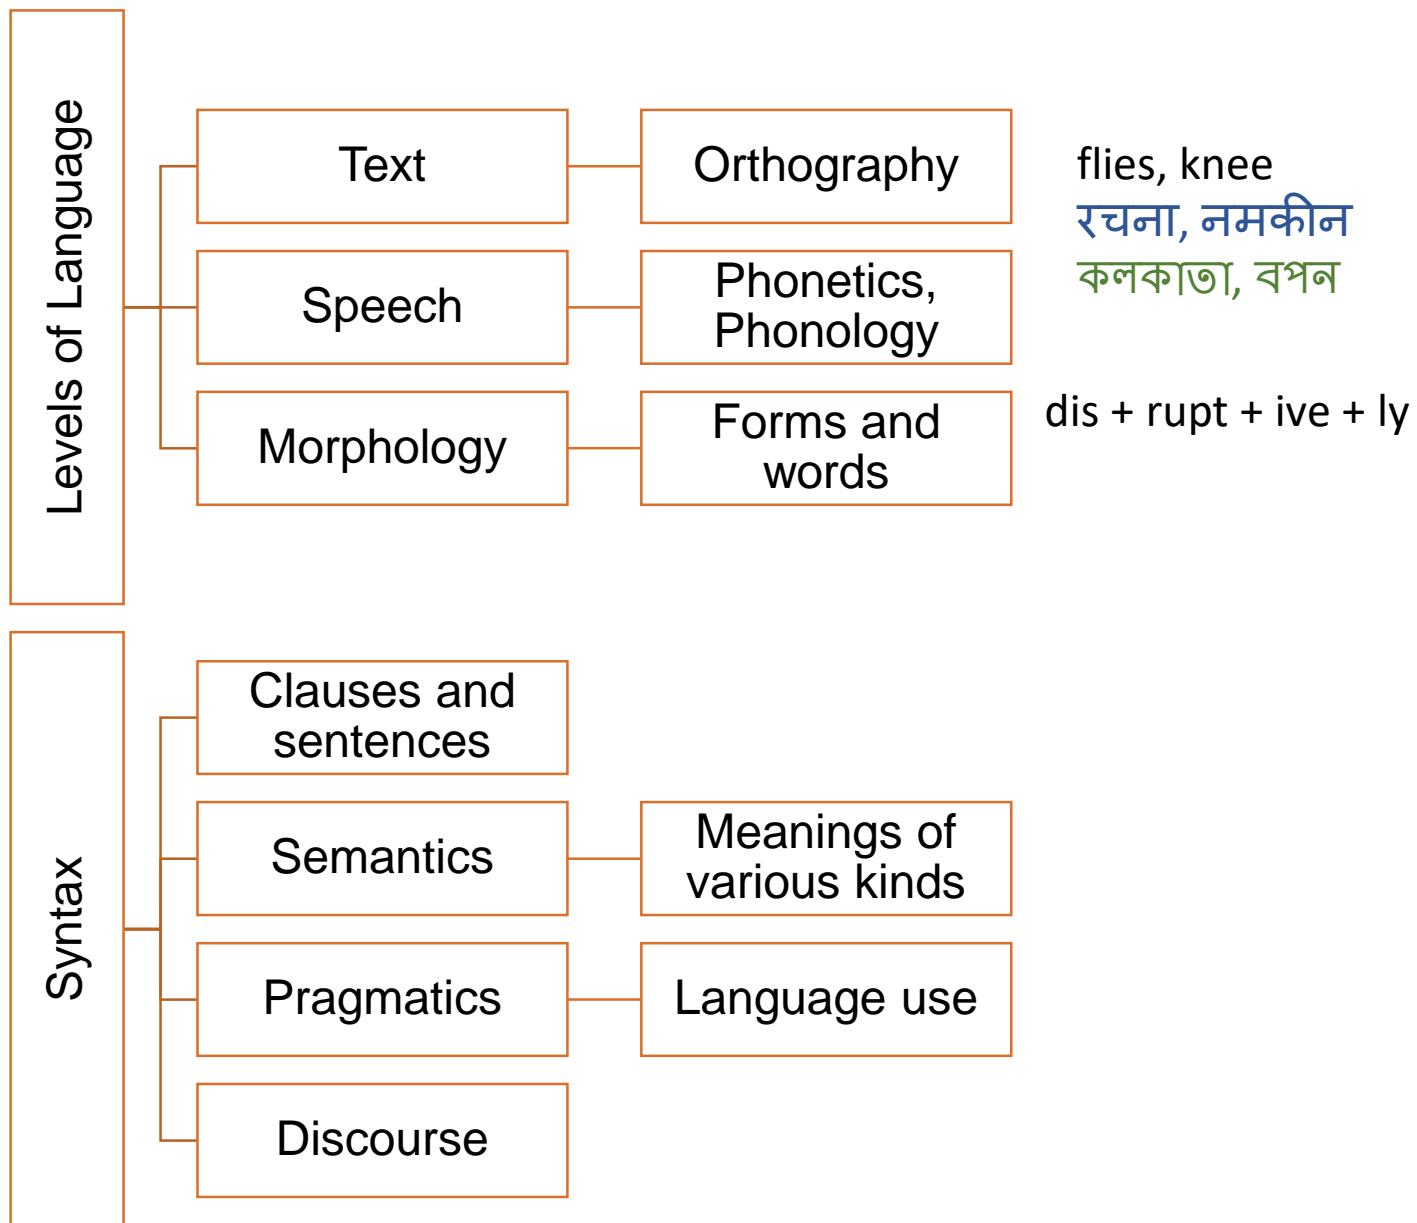 Levels of Language
Text
Orthography
flies, knee
रचना, नमकीन
কলকাতা, বপন
Speech
Phonetics,
Phonology
Morphology
Forms and
words
dis + rupt + ive + ly
Syntax
Clauses and
sentences
Semantics
Meanings of
various kinds
Pragmatics
Language use
Discourse